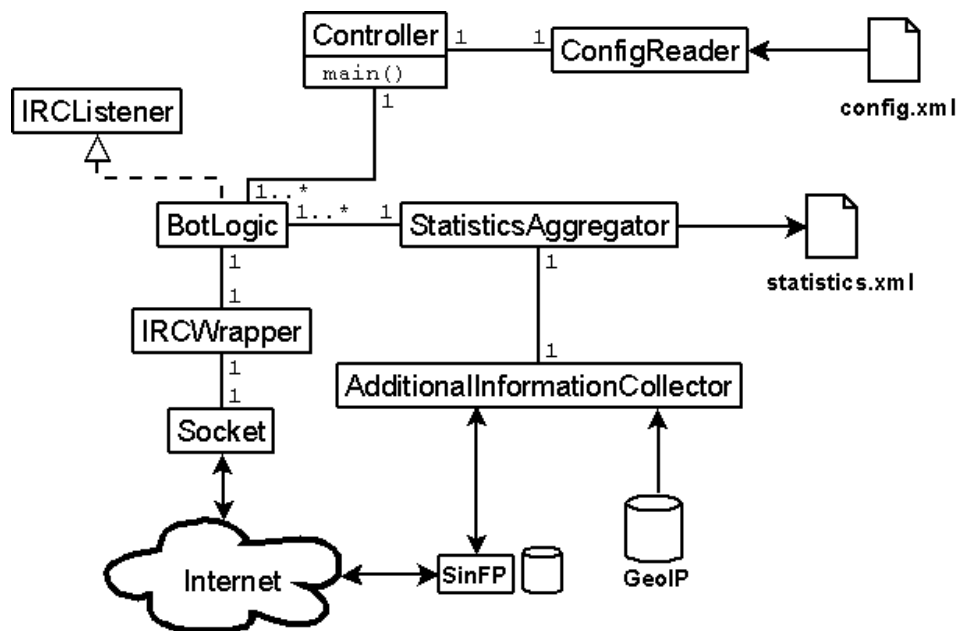 Controller
main()
1
1
ConfigReader
config.xml
1
IRCListener
1..*
BotLogic
1..*
1
StatisticsAggregator
statistics.xml
1
1
IRCWrapper
1
1
Socket
1
1
AdditionalInformationCollector
Internet
SinFP
GeoIP